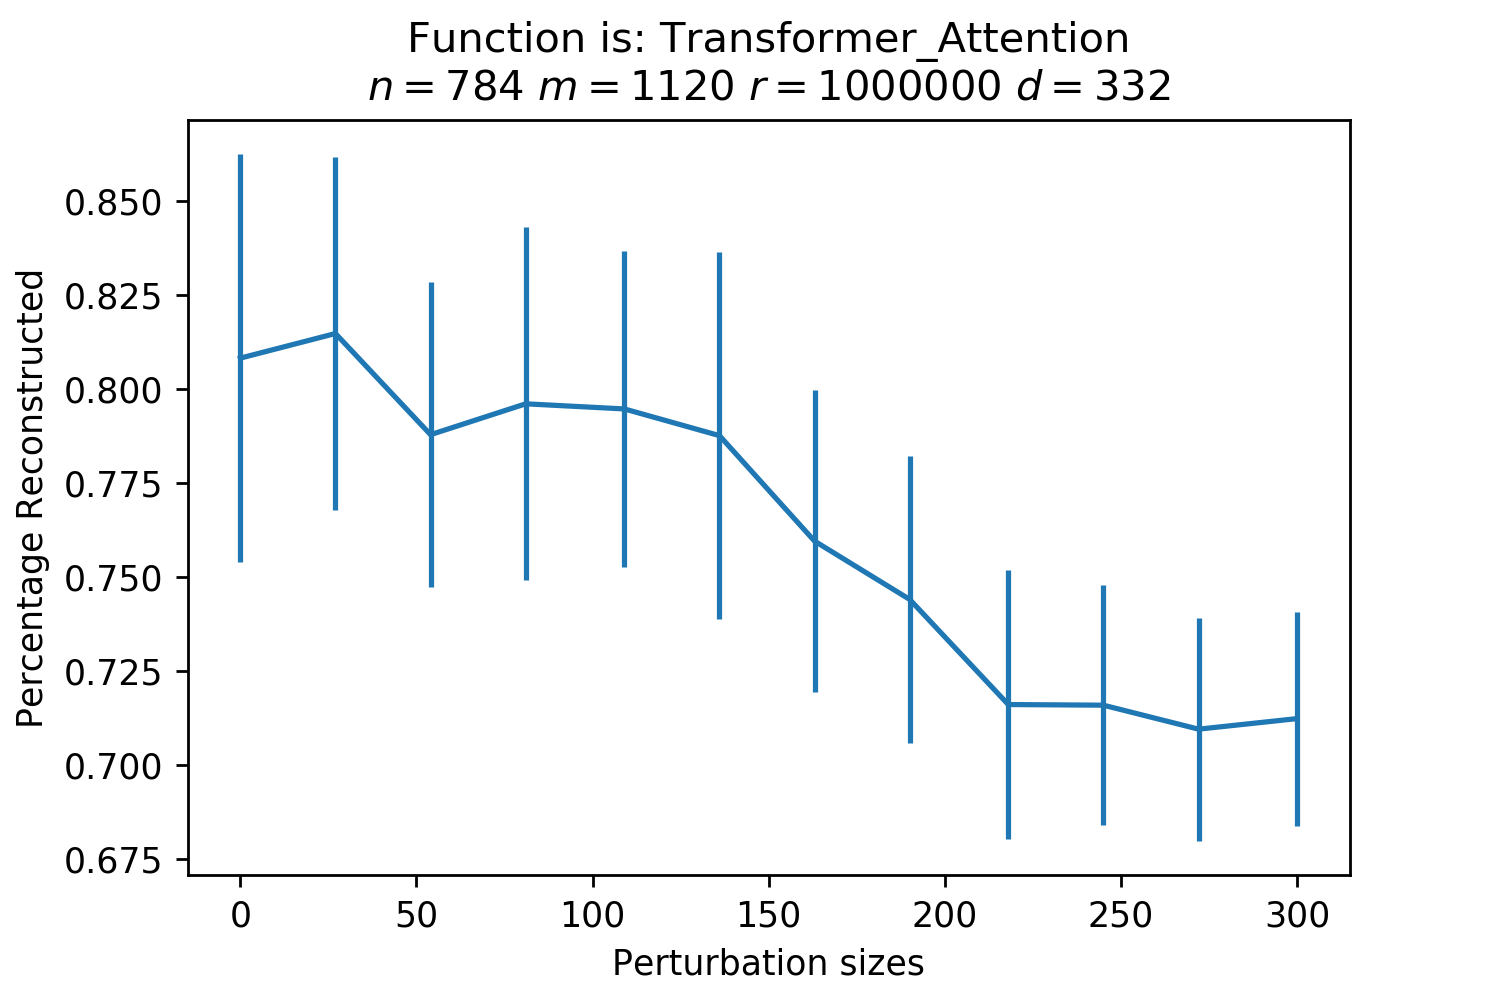 Function is: Transformer_Attention
n = 784 m = 1120 r = 1000000 d = 332
Percentage Reconstructed
0.850
0.825
0.800
0.775
0.750
0.725
0.700
0.675
0 50 100 150 200 250 300
Perturbation sizes